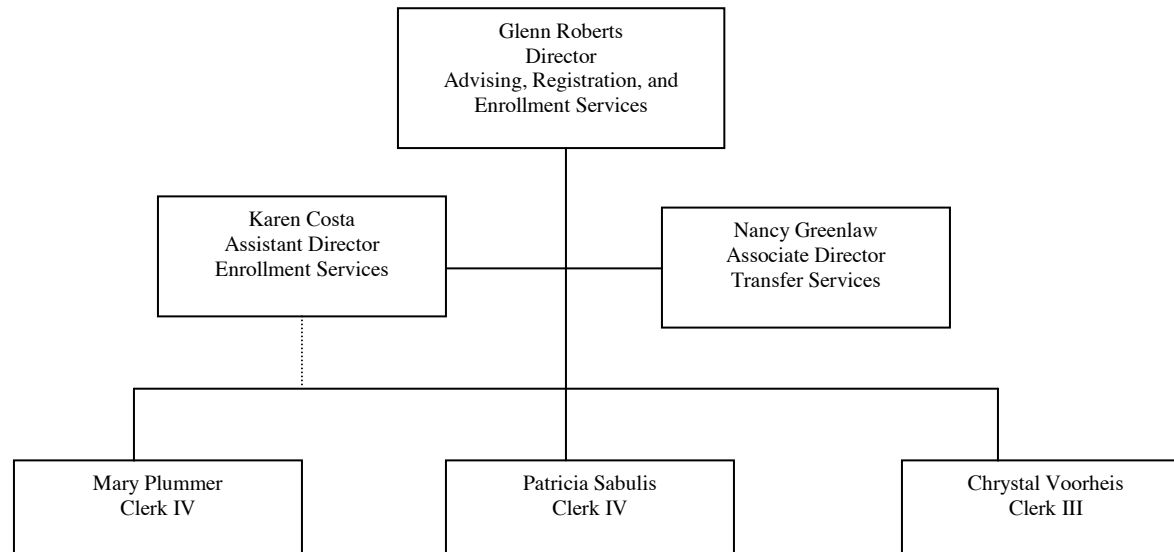 Glenn Roberts
Director
Advising, Registration, and
Enrollment Services
Karen Costa
Assistant Director
Enrollment Services
Nancy Greenlaw
Associate Director
Transfer Services
Mary Plummer
Clerk IV
Patricia Sabulis
Clerk IV
Chrystal Voorheis
Clerk III